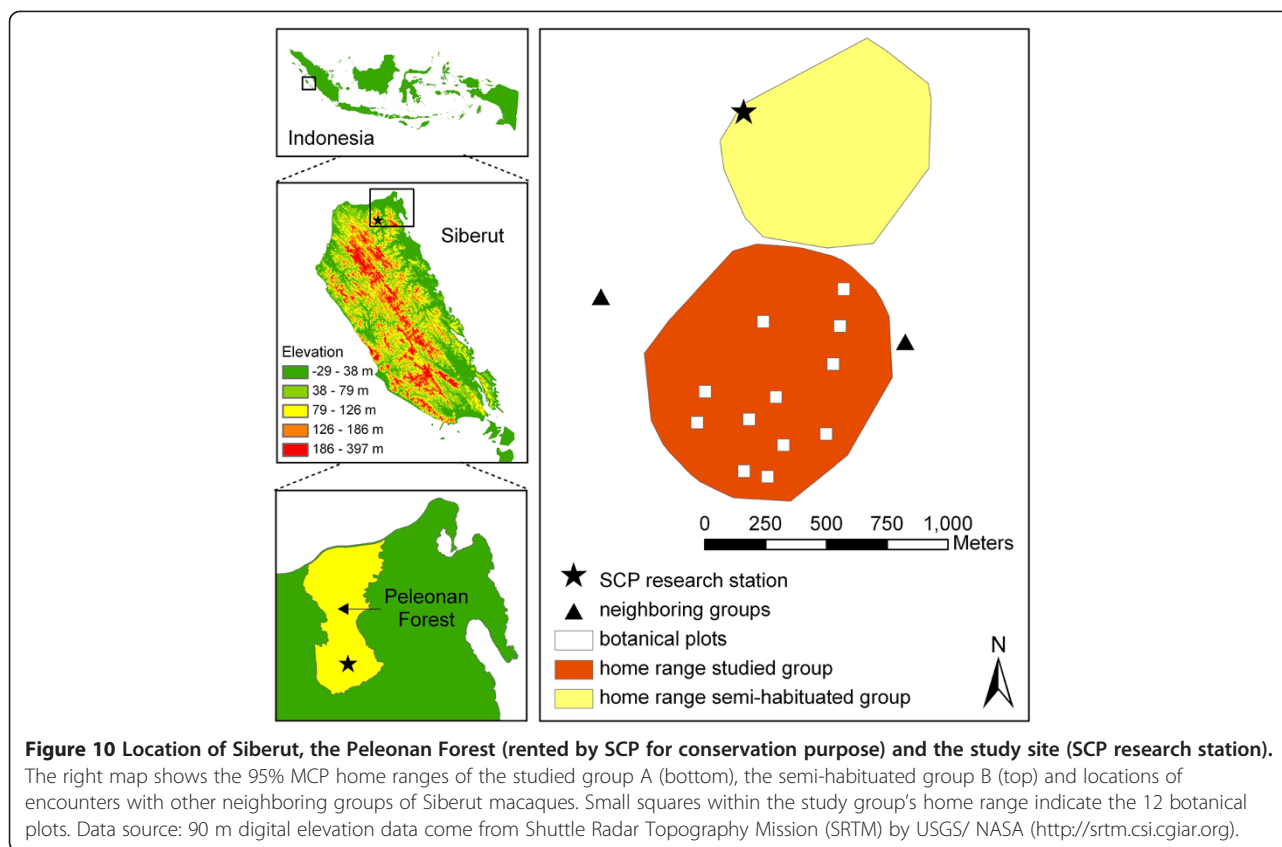 Indonesia
Siberut
Elevation
-29 - 38 m
38 - 79 m
79 - 126 m
126 - 186 m
186 - 397 m
Peleonan
Forest
0 250 500 750 1,000
Meters
SCP research station
neighboring groups
botanical plots
home range studied group
home range semi-habituated group
N
Figure 10 Location of Siberut, the Peleonan Forest (rented by SCP for conservation purpose) and the study site (SCP research station).
The right map shows the 95% MCP home ranges of the studied group A (bottom), the semi-habituated group B (top) and locations of
encounters with other neighboring groups of Siberut macaques. Small squares within the study group's home range indicate the 12 botanical
plots. Data source: 90 m digital elevation data come from Shuttle Radar Topography Mission (SRTM) by USGS/ NASA (http://srtm.csi.cgiar.org).